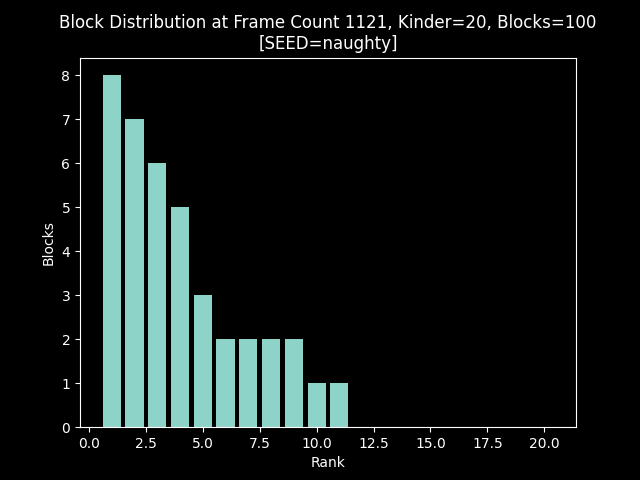 Block Distribution at Frame Count 1121, Kinder=20, Blocks=100
[SEED=naughty]
8
7
6
5
4
3
2
1
0
Blocks
0.0 2.5 5.0 7.5 10.0 12.5 15.0 17.5 20.0
Rank